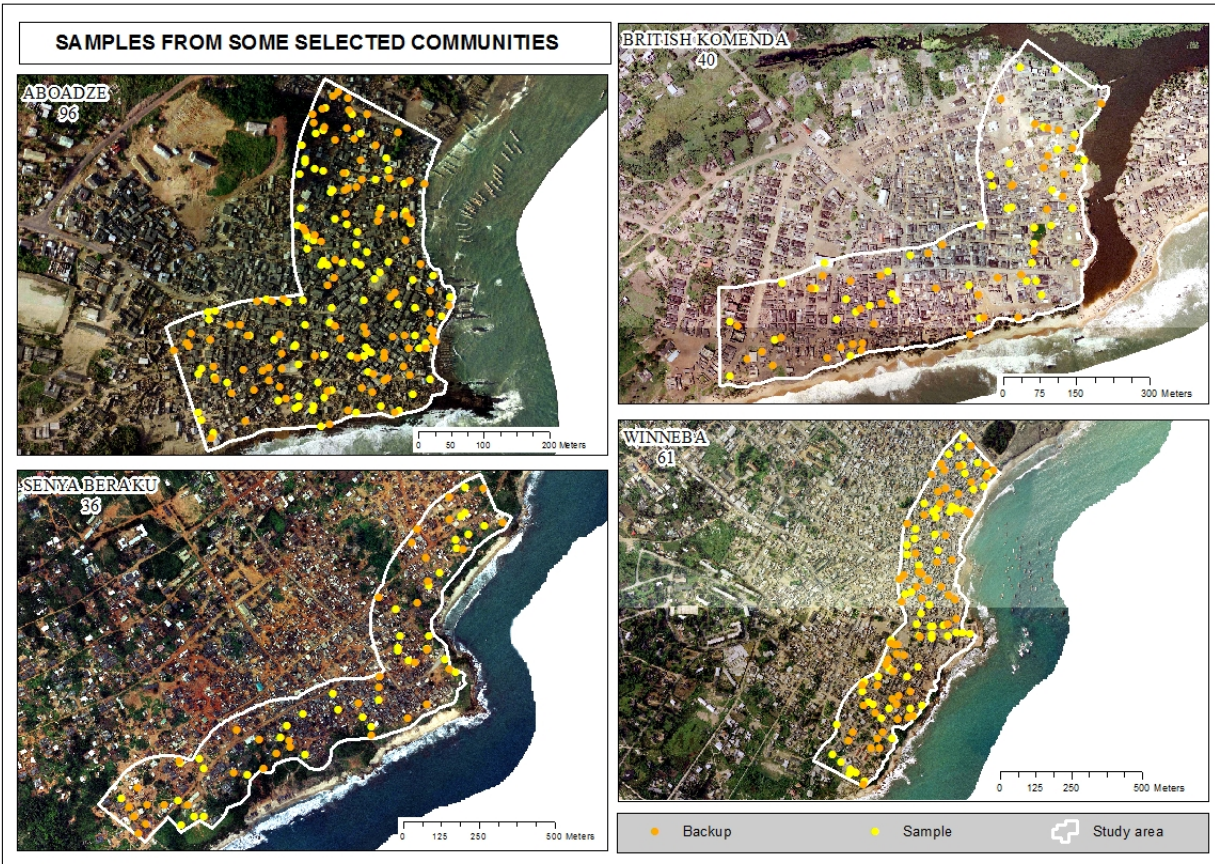 SAMPLES FROM SOME SELECTED COMMUNITIES
ABOADZE
96
0 50 100 200 Meters
BRITISH KOMENDA
40
0 75 150 300 Meters
SENYA BERAKU
36
0 125 250 500 Meters
WINNEBA
61
0 125 250 500 Meters
Backup Sample Study area